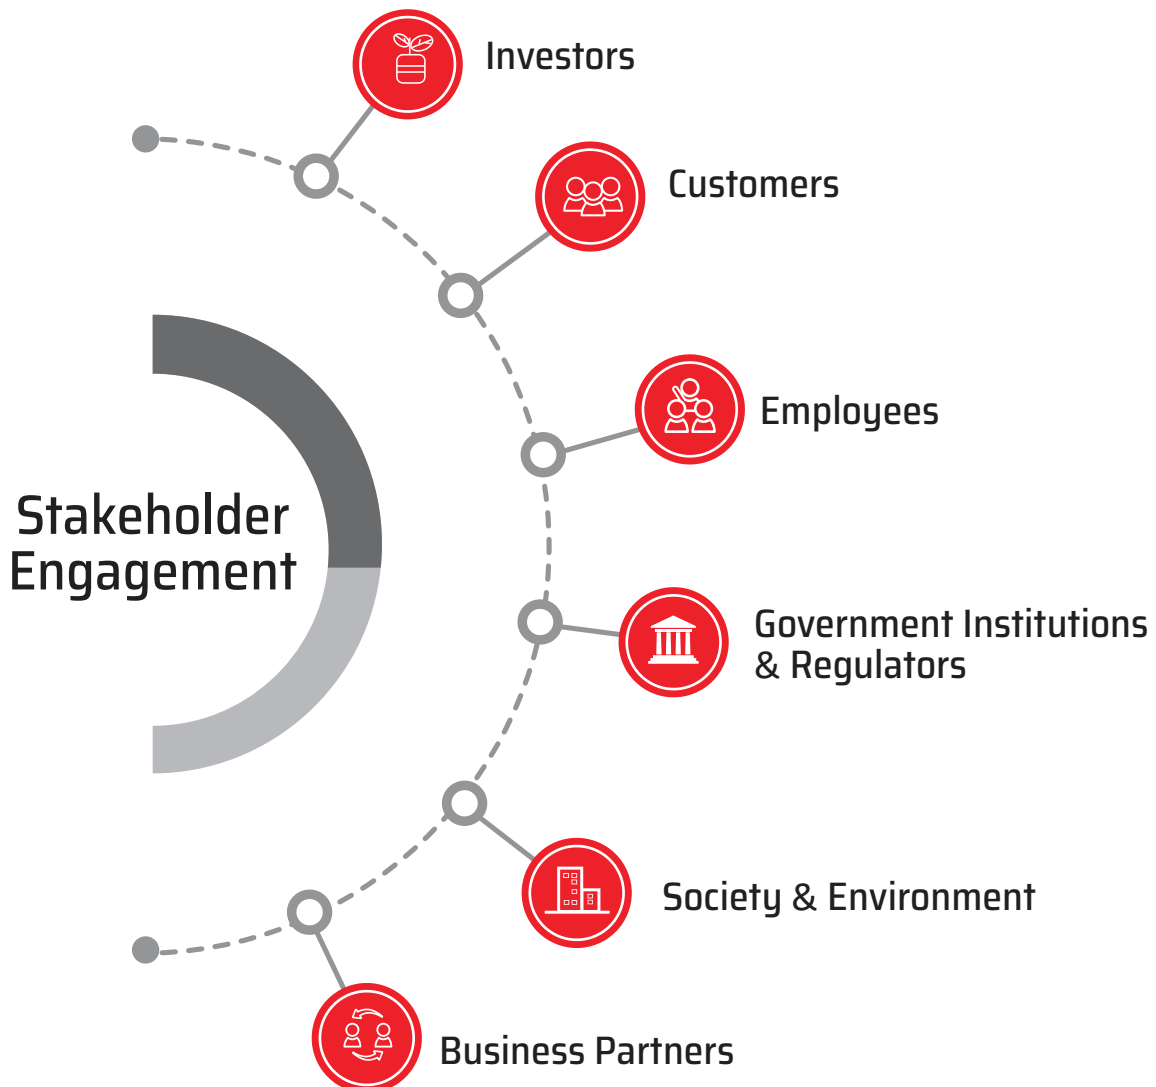 Investors
Customers
Employees
Stakeholder
Engagement
Government Institutions
& Regulators
Society & Environment
Business Partners